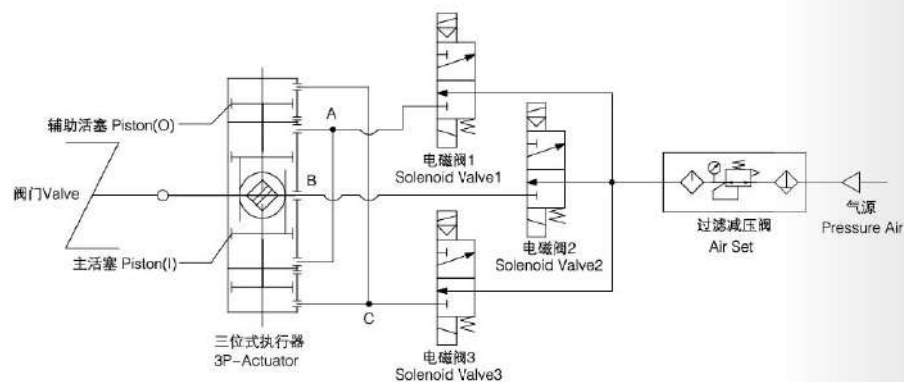 辅助活塞 Piston(O)
阀门Valve
主活塞 Piston(I)
三位式执行器
3P-Actuator
A
B
C
电磁阀1
Solenoid Valve1
电磁阀2
Solenoid Valve2
电磁阀3
Solenoid Valve3
过滤减压阀
Air Set
气源
Pressure Air